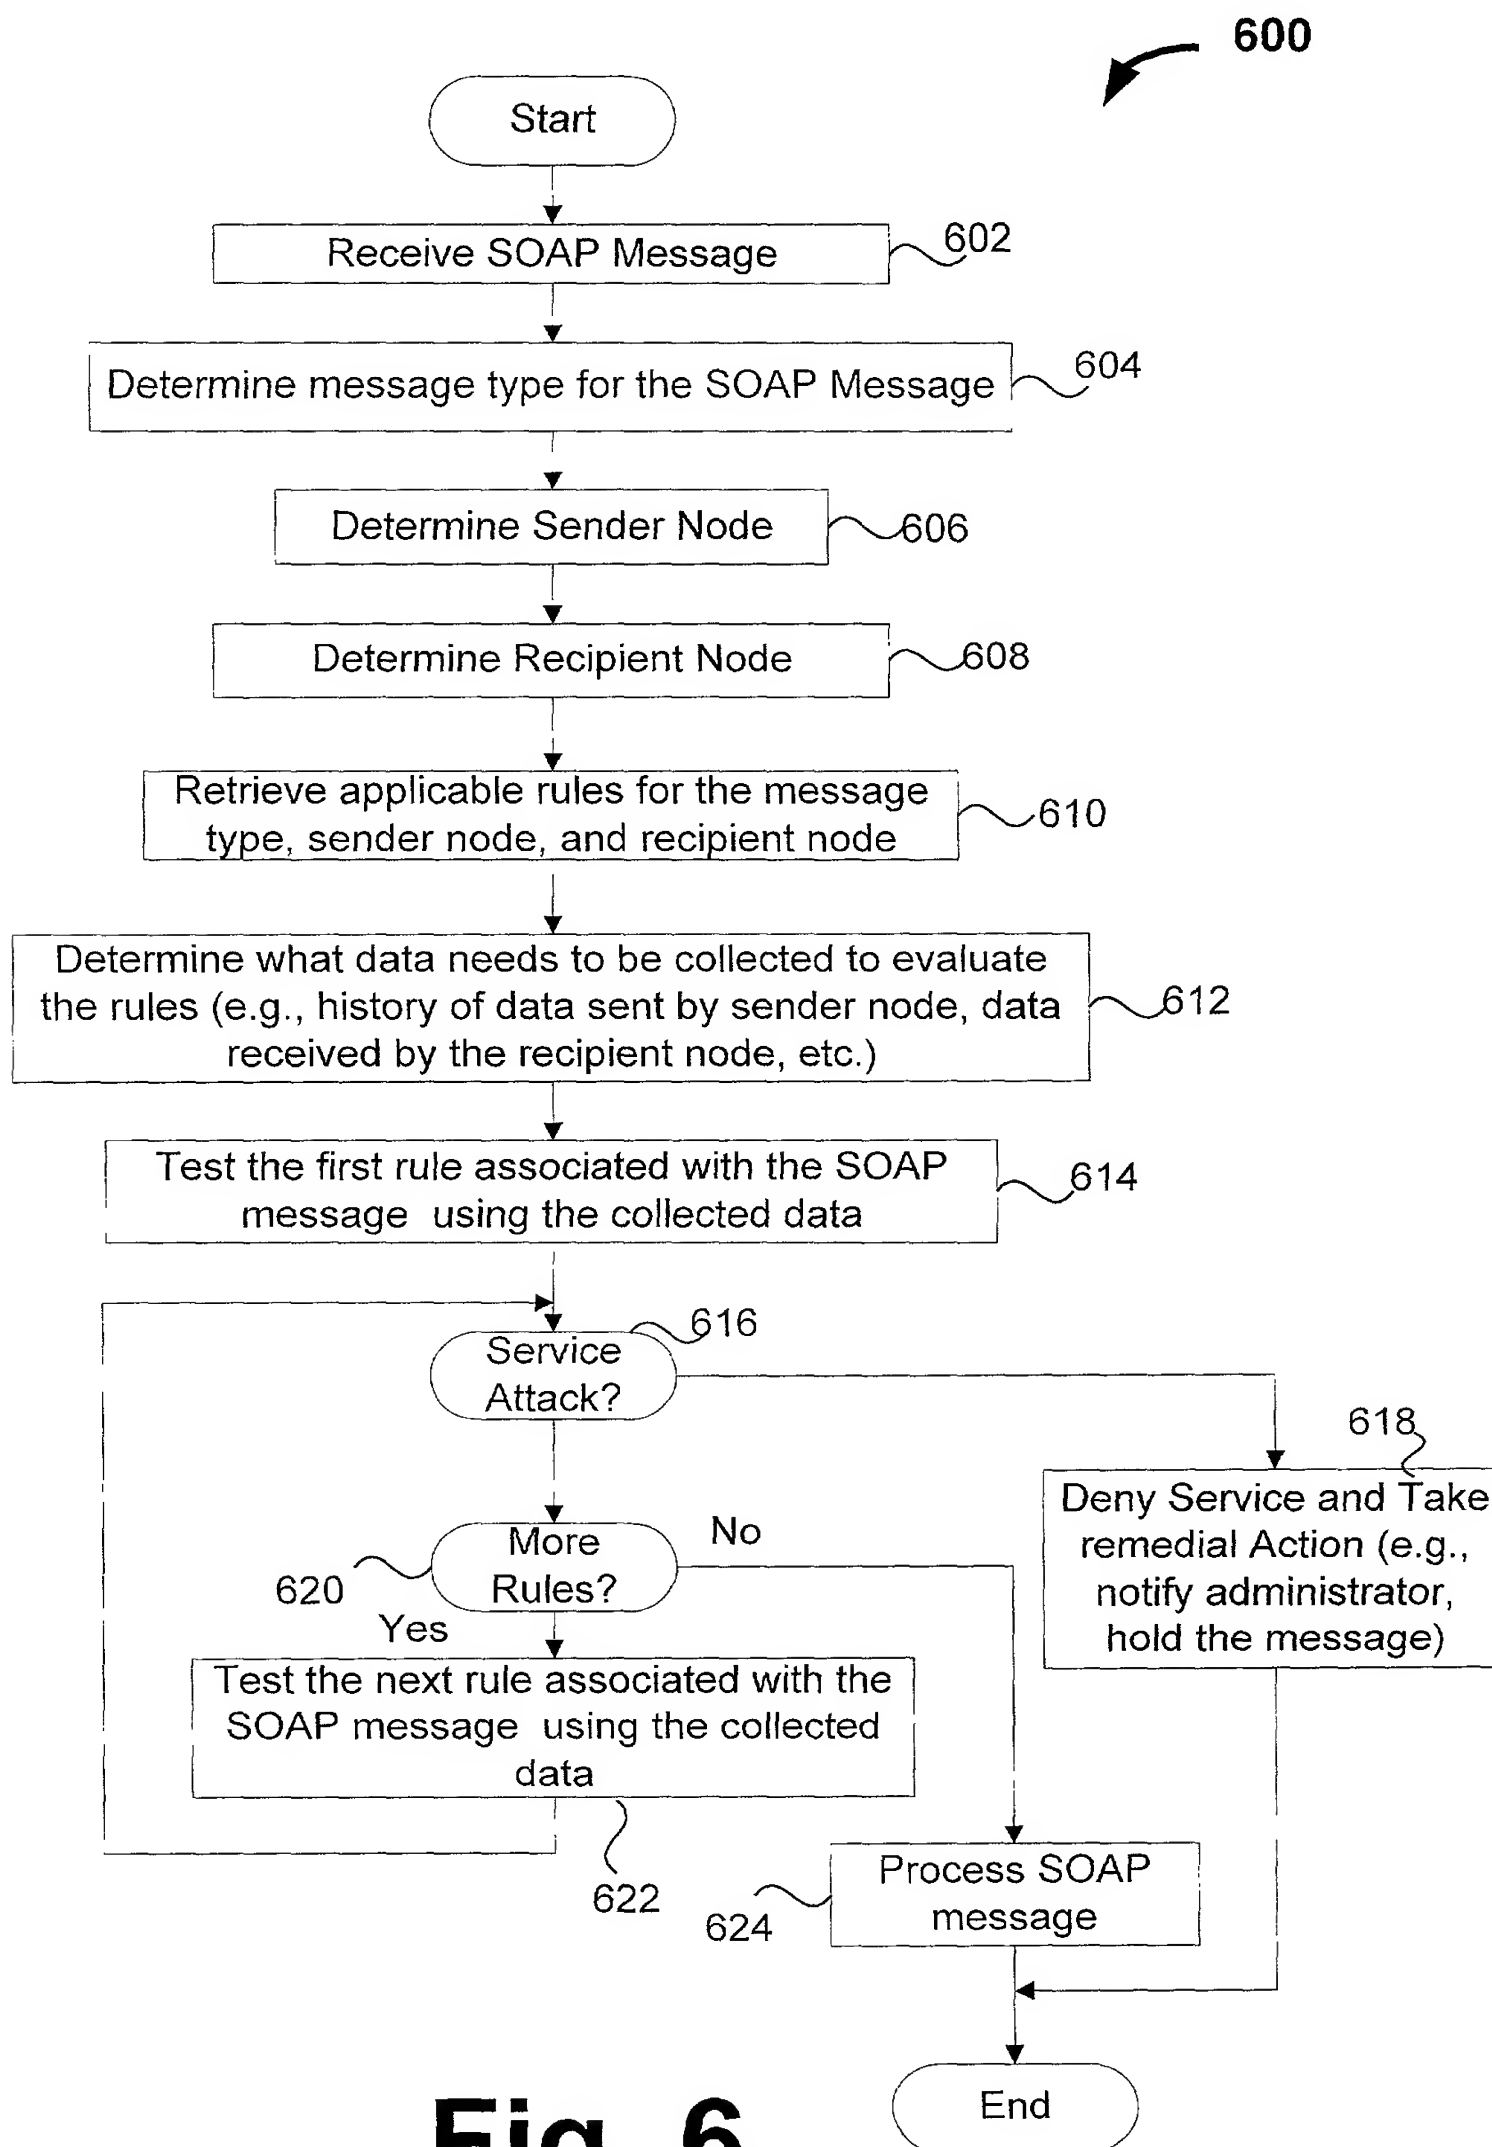 600
Start
Receive SOAP Message
602
Determine message type for the SOAP Message
604
Determine Sender Node
606
Determine Recipient Node
608
Retrieve applicable rules for the message
type, sender node, and recipient node
610
Determine what data needs to be collected to evaluate
the rules (e.g., history of data sent by sender node, data
received by the recipient node, etc.)
612
Test the first rule associated with the SOAP
message using the collected data
614
616
Service
Attack?
618
Deny Service and Take
remedial Action (e.g.,
notify administrator,
hold the message)
More
Rules?
No
620
Yes
Test the next rule associated with the
SOAP message using the collected
data
622
Process SOAP
message
624
End
Fig. 6